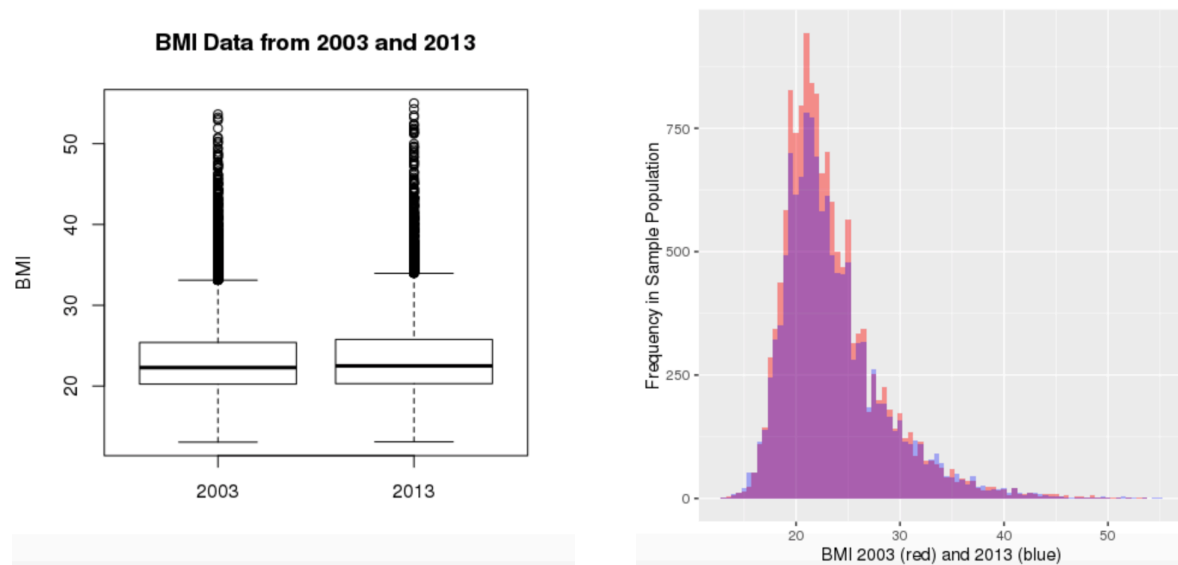 BMI Data from 2003 and 2013
BMI
50
40
30
20
2003 2013
Frequency in Sample Population
750
500
250
0
20 30 40 50
BMI 2003 (red) and 2013 (blue)